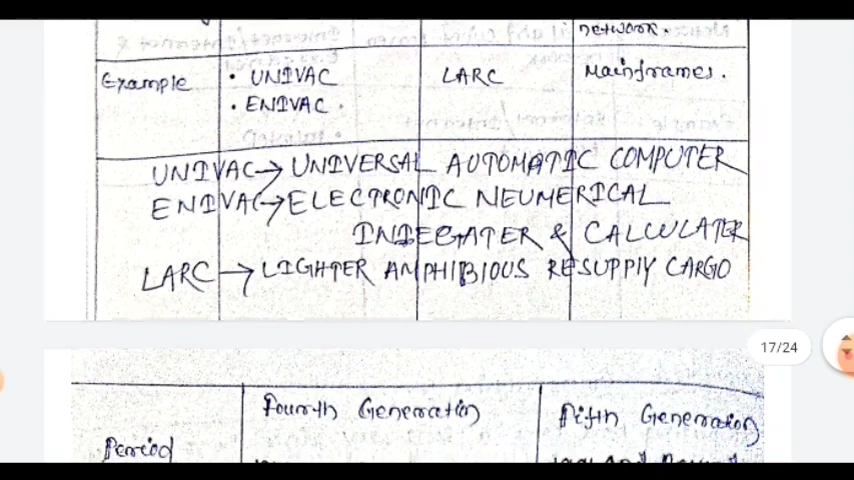 network.
Example • UNIVAC LARC Mainframes.
• ENIVAC.
UNIVAC → UNIVERSAL AUTOMATIC COMPUTER
ENIVAC → ELECTRONIC NEUMERICAL
INIEGATER & CALCULATER
LARC → LIGHTER AMPHIBIOUS RESUPPLY CARGO
17/24
Fourth Generation Fifth Generation
Period